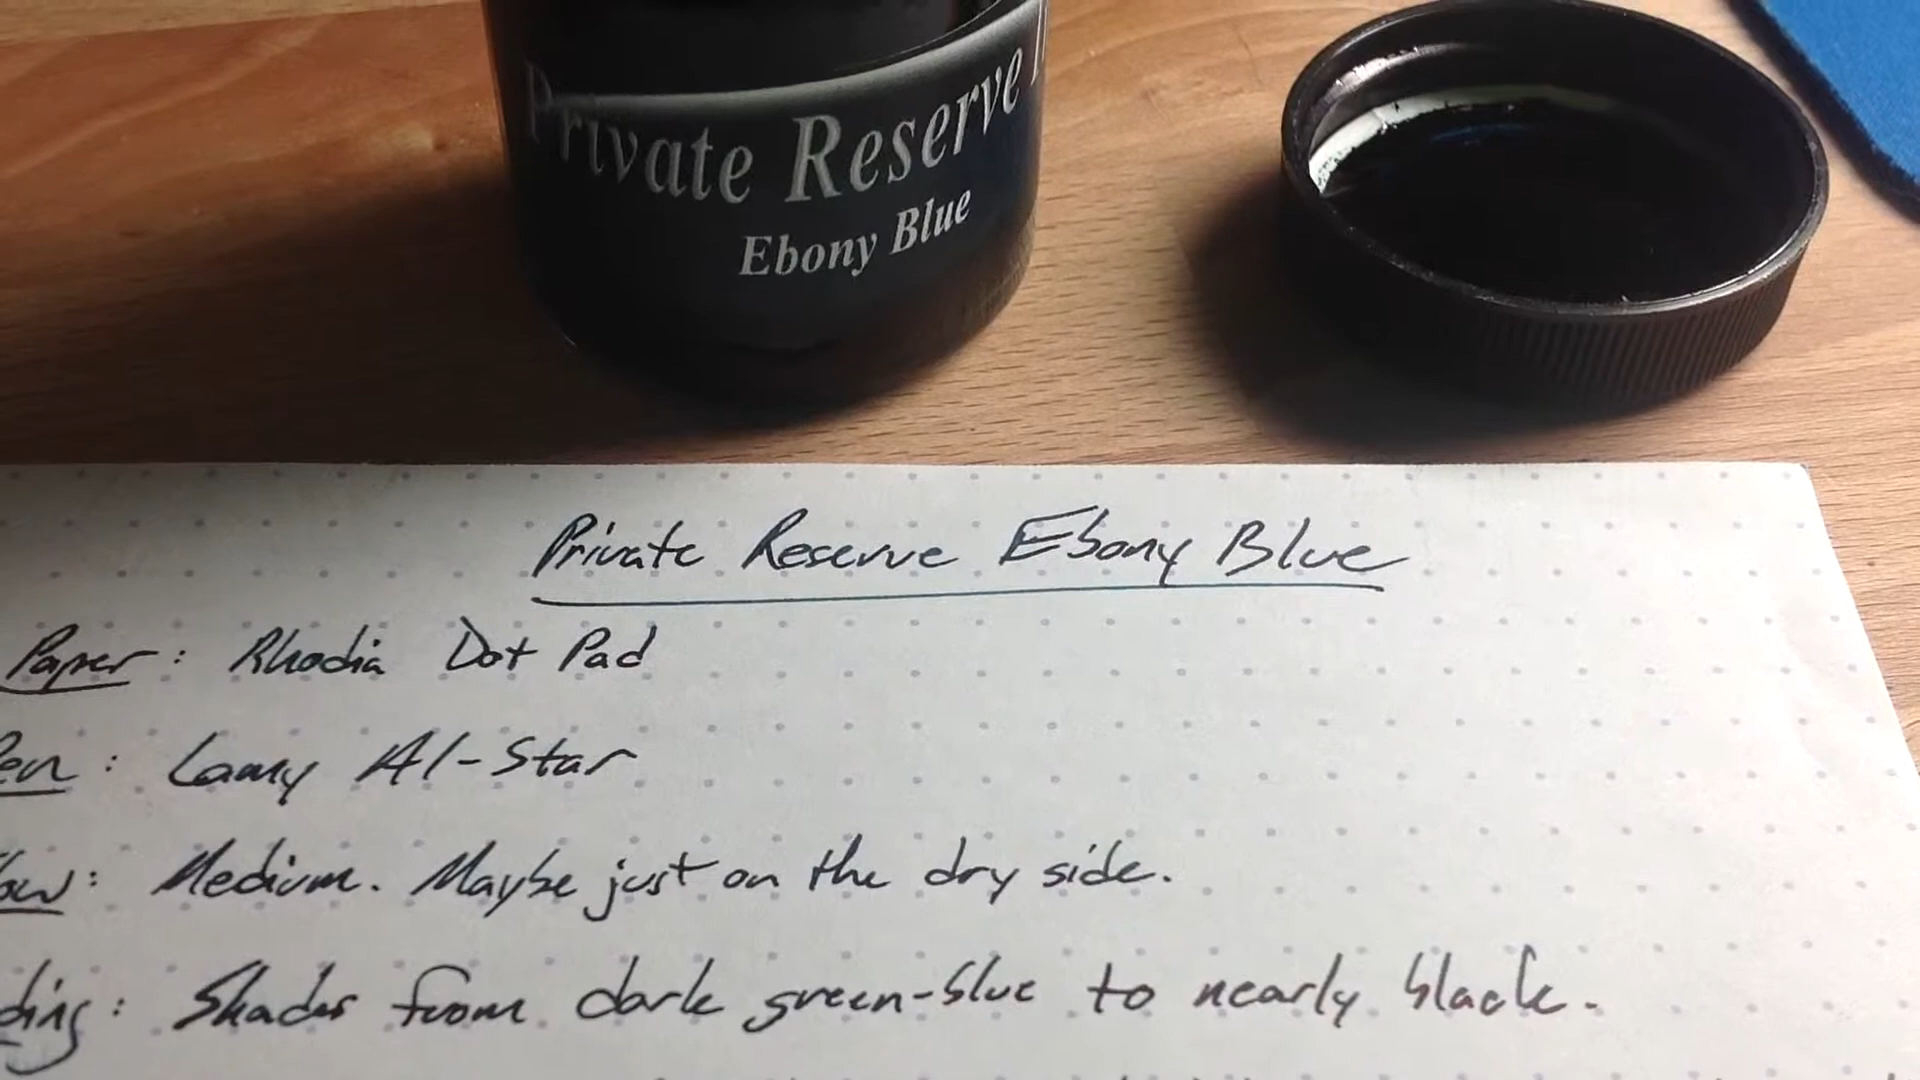 Private Reserve
Ebony Blue
Private Reserve Ebony Blue
Paper: Rhodia Dot Pad
Pen: Lamy Al-Star
Medium. Maybe just on the dry side.
Shades from dark green-blue to nearly black.